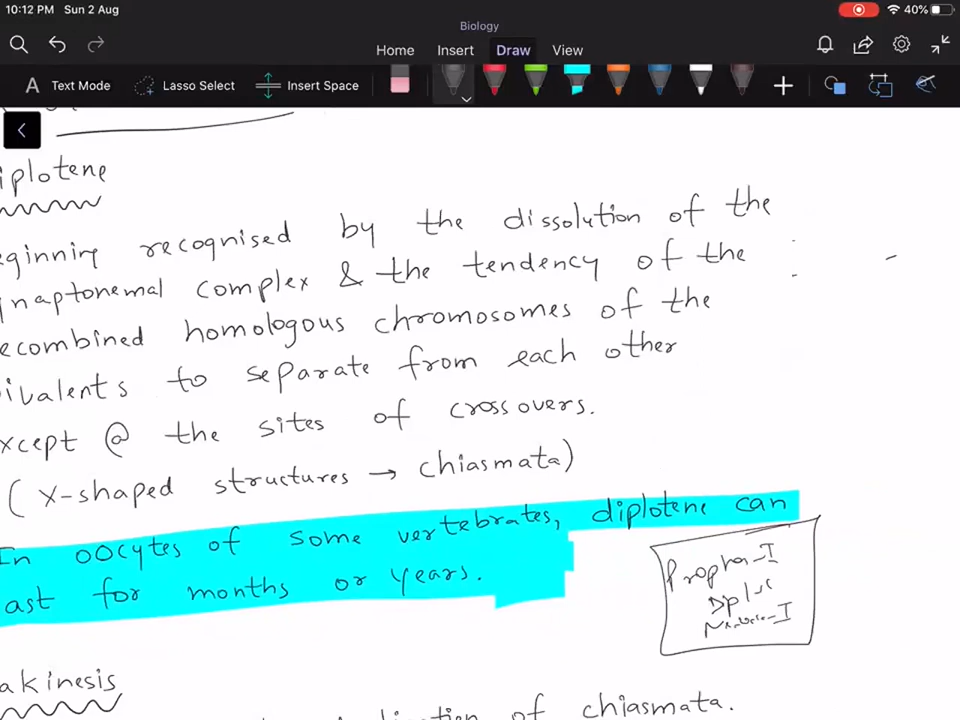 10:12 PM Sun 2 Aug
40%
Biology
Home Insert Draw View
Text Mode Lasso Select Insert Space
iplotene
eginning recognised by the dissolution of the
ynaptonemal complex & the tendency of the
ecombined homologous chromosomes of the
ivalents to separate from each other
xcept @ the sites of crossovers.
(X-shaped structures → chiasmata)
In oocytes of some vertebrates, diplotene can
ast for months or years.
akinesis
of chiasmata.